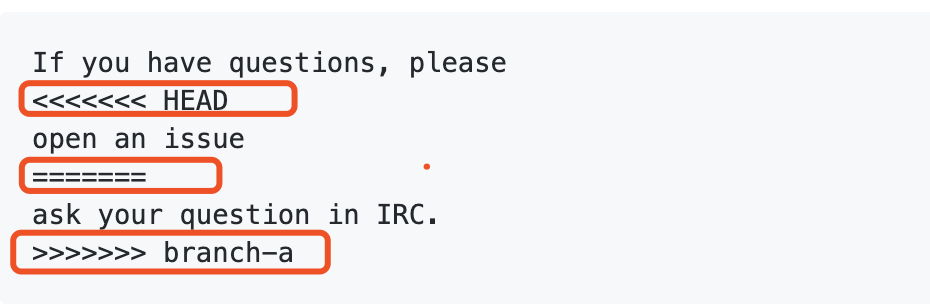 If you have questions, please
<<<<<<< HEAD
open an issue
=======
ask your question in IRC.
>>>>>>> branch-a